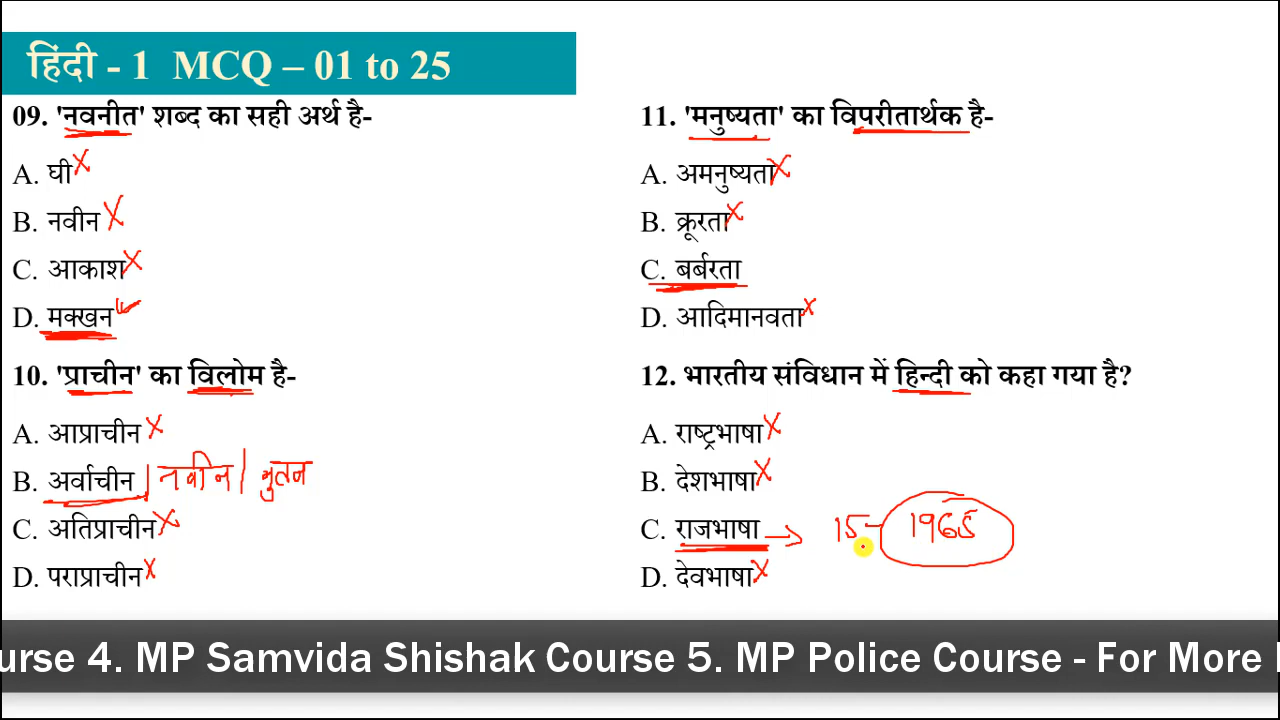 हिंदी - 1 MCQ – 01 to 25
09. 'नवनीत' शब्द का सही अर्थ है-
A. घी
B. नवीन
C. आकाश
D. मक्खन
10. 'प्राचीन' का विलोम है-
A. आप्राचीन
B. अर्वाचीन | नवीन | नुतन
C. अतिप्राचीन
D. पराप्राचीन
11. 'मनुष्यता' का विपरीतार्थक है-
A. अमनुष्यता
B. क्रूरता
C. बर्बरता
D. आदिमानवता
12. भारतीय संविधान में हिन्दी को कहा गया है?
A. राष्ट्रभाषा
B. देशभाषा
C. राजभाषा → 15- 1965
D. देवभाषा
urse 4. MP Samvida Shishak Course 5. MP Police Course - For More